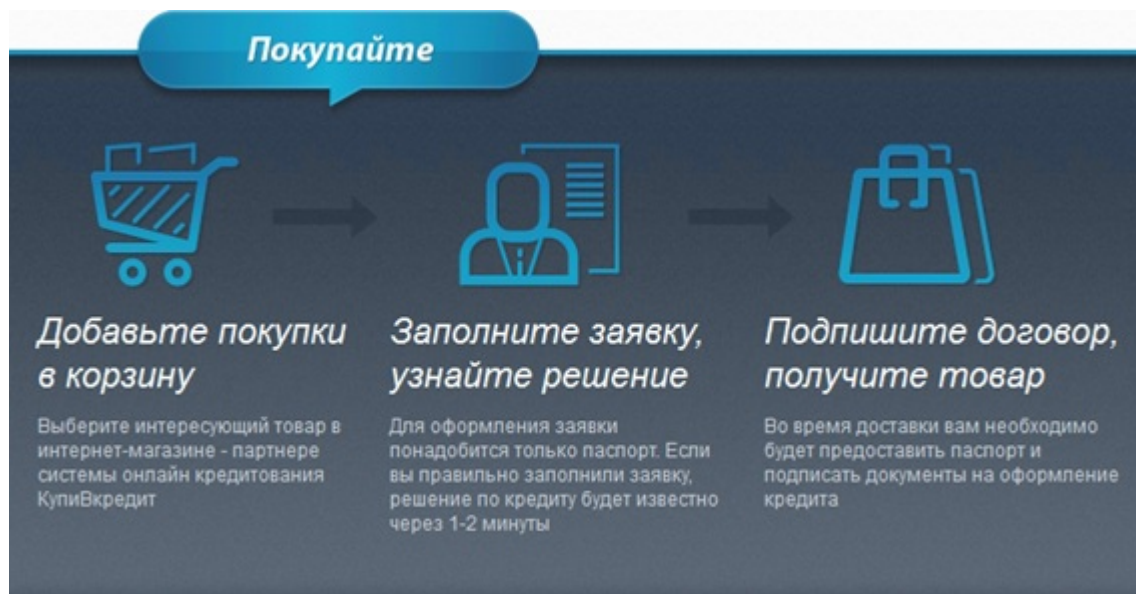 Покупайте
Добавьте покупки
в корзину
Выберите интересующий товар в
интернет-магазине - партнере
системы онлайн кредитования
КупиВкредит
Заполните заявку,
узнайте решение
Для оформления заявки
понадобится только паспорт. Если
вы правильно заполнили заявку,
решение по кредиту будет известно
через 1-2 минуты
Подпишите договор,
получите товар
Во время доставки вам необходимо
будет предоставить паспорт и
подписать документы на оформление
кредита